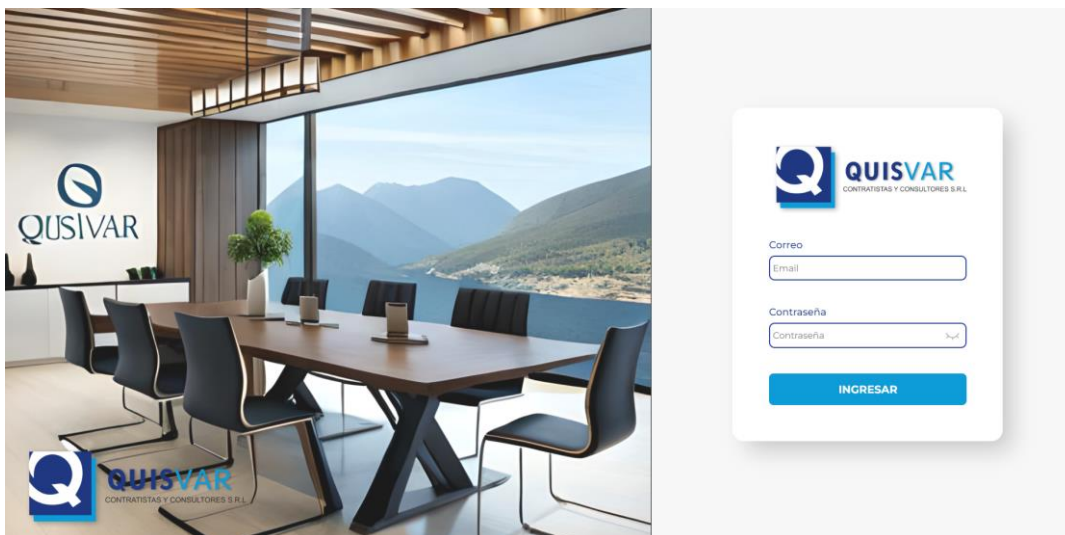 QUSIVAR
QUISVAR
CONTRATISTAS Y CONSULTORES S.R.L
QUISVAR
CONTRATISTAS Y CONSULTORES S.R.L
Correo
Email
Contraseña
Contraseña
INGRESAR